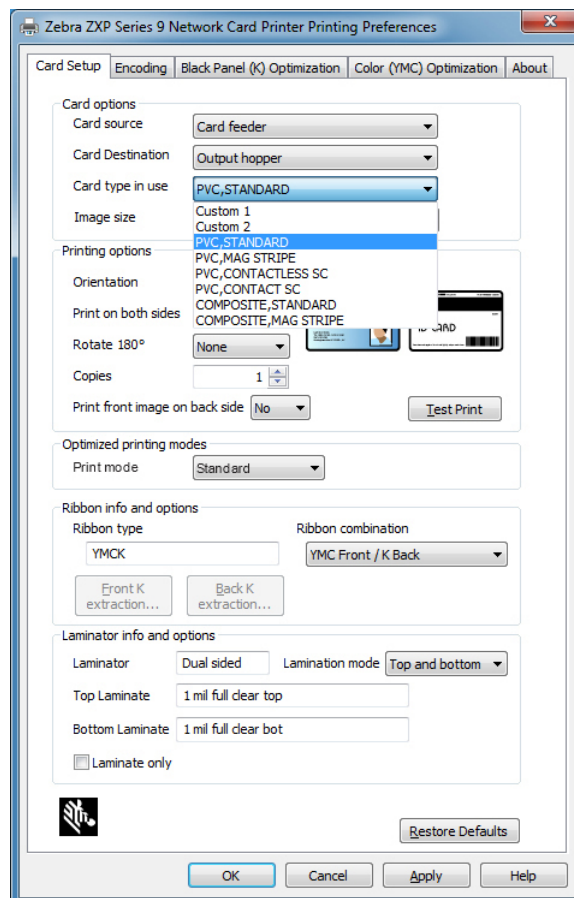 Zebra ZXP Series 9 Network Card Printer Printing Preferences
Card Setup Encoding Black Panel (K) Optimization Color (YMC) Optimization About
Card options
Card source Card feeder
Card Destination Output hopper
Card type in use PVC,STANDARD
Image size
Custom 1
Custom 2
PVC,STANDARD
PVC,MAG STRIPE
PVC,CONTACTLESS SC
PVC,CONTACT SC
COMPOSITE,STANDARD
COMPOSITE,MAG STRIPE
Printing options
Orientation
Print on both sides
ID CARD
Rotate 180° None
Copies 1
Print front image on back side No Test Print
Optimized printing modes
Print mode Standard
Ribbon info and options
Ribbon type Ribbon combination
YMCK YMC Front / K Back
Front K extraction... Back K extraction...
Laminator info and options
Laminator Dual sided Lamination mode Top and bottom
Top Laminate 1 mil full clear top
Bottom Laminate 1 mil full clear bot
Laminate only
Restore Defaults
OK Cancel Apply Help